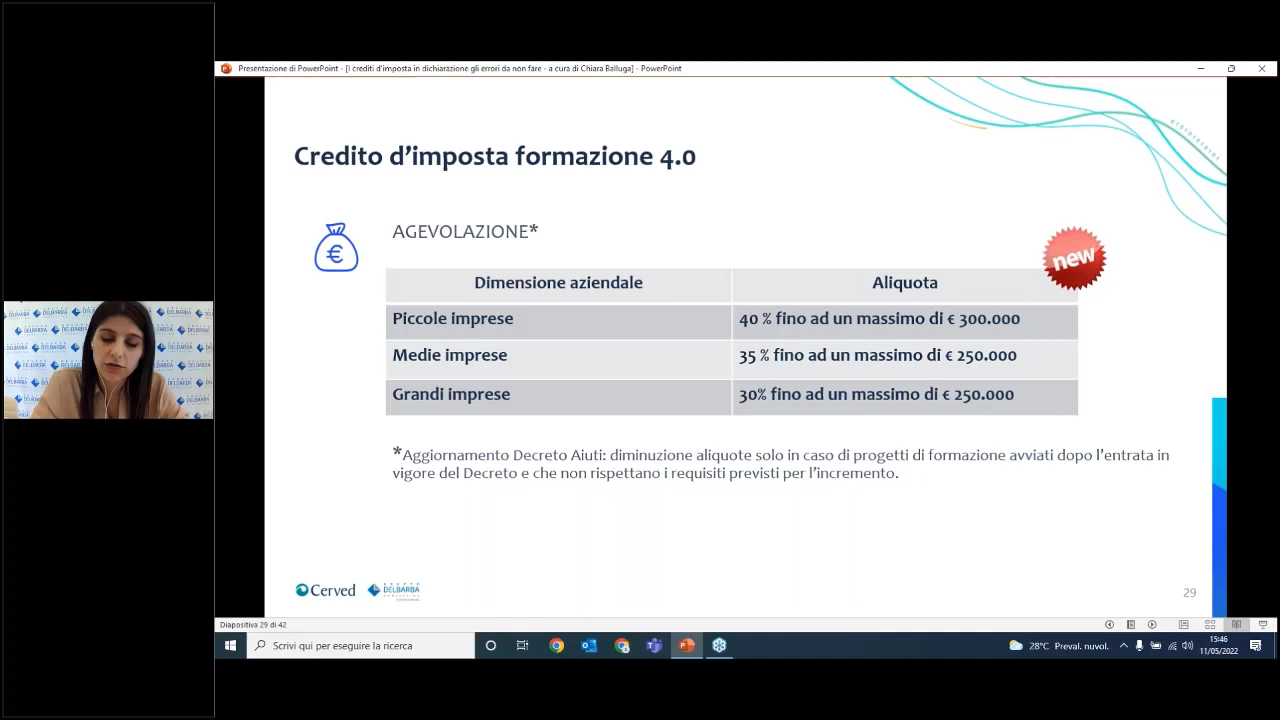 Presentazione di PowerPoint - [I crediti d'imposta in dichiarazione gli errori da non fare - a cura di Chiara Balluga] - PowerPoint
Credito d'imposta formazione 4.0
AGEVOLAZIONE*
new
Dimensione aziendale Aliquota
Piccole imprese 40 % fino ad un massimo di € 300.000
Medie imprese 35 % fino ad un massimo di € 250.000
Grandi imprese 30% fino ad un massimo di € 250.000
*Aggiornamento Decreto Aiuti: diminuzione aliquote solo in caso di progetti di formazione avviati dopo l'entrata in
vigore del Decreto e che non rispettano i requisiti previsti per l'incremento.
Cerved
GRUPPO
DELBARBA
29
Diapositiva 29 di 42
Scrivi qui per eseguire la ricerca
28°C Preval. nuvol.
15:46
11/05/2022